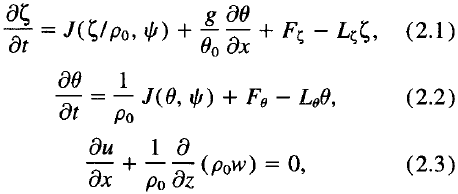 ∂ζ/∂t = J(ζ/ρ₀, ψ) + g/θ₀ ∂θ/∂x + F_ζ − L_ζζ, (2.1)
∂θ/∂t = 1/ρ₀ J(θ, ψ) + F_θ − L_θθ, (2.2)
∂u/∂x + 1/ρ₀ ∂/∂z (ρ₀w) = 0, (2.3)